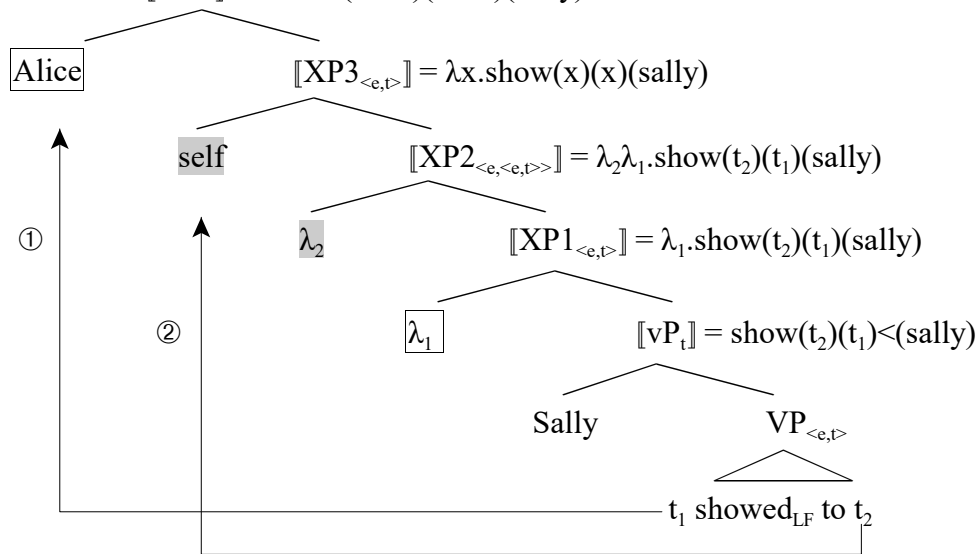 Alice ⟦XP3<e,t>⟧ = λx.show(x)(x)(sally)
self ⟦XP2<e,<e,t>>⟧ = λ₂λ₁.show(t₂)(t₁)(sally)
① λ₂ ⟦XP1<e,t>⟧ = λ₁.show(t₂)(t₁)(sally)
② λ₁ ⟦vPt⟧ = show(t₂)(t₁)<(sally)
Sally VP<e,t>
t₁ showedLF to t₂